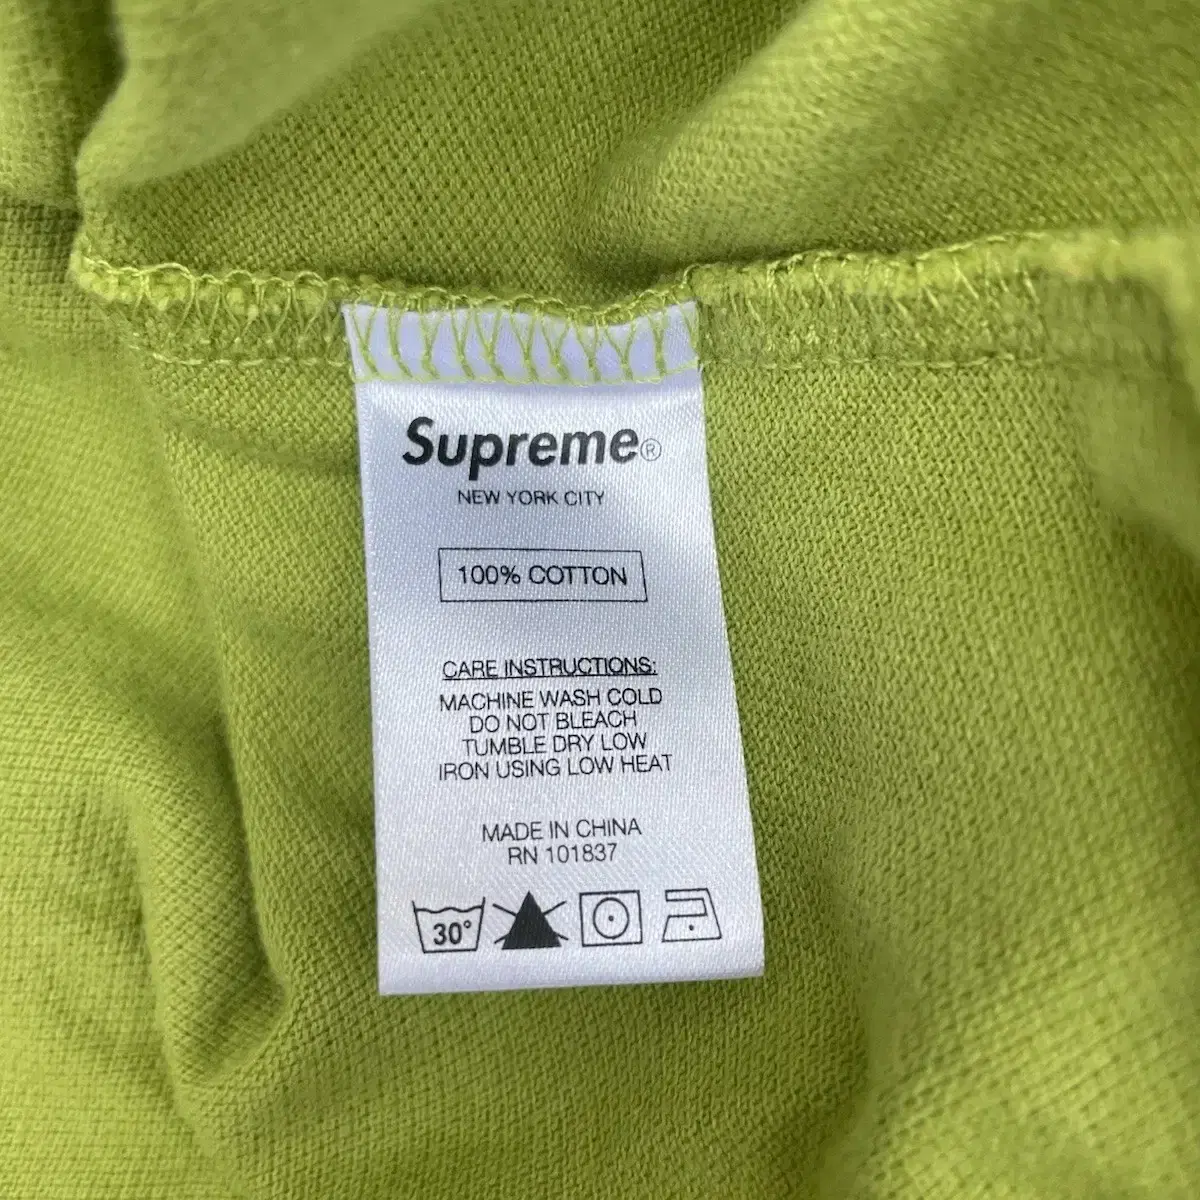 Supreme®
NEW YORK CITY
100% COTTON
CARE INSTRUCTIONS:
MACHINE WASH COLD
DO NOT BLEACH
TUMBLE DRY LOW
IRON USING LOW HEAT
MADE IN CHINA
RN 101837
30°